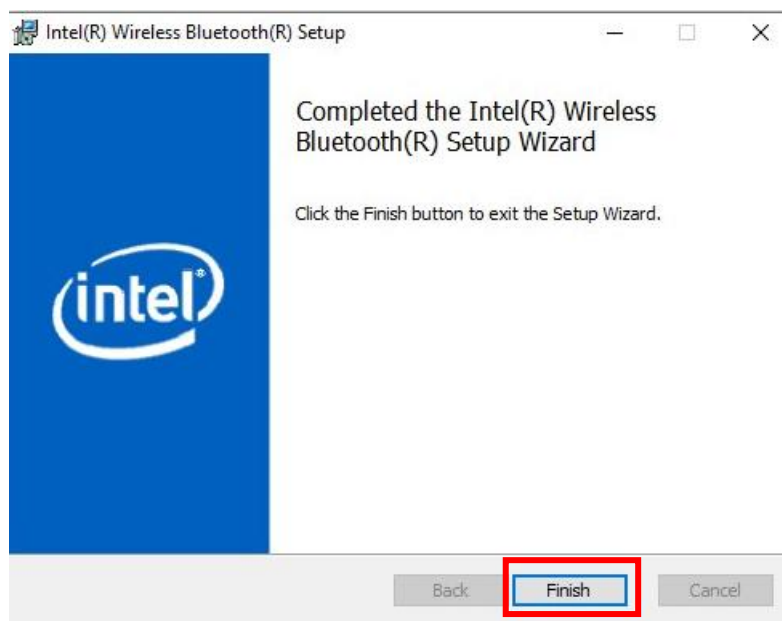 Intel(R) Wireless Bluetooth(R) Setup
Completed the Intel(R) Wireless
Bluetooth(R) Setup Wizard
Click the Finish button to exit the Setup Wizard.
intel®
Back
Finish
Cancel